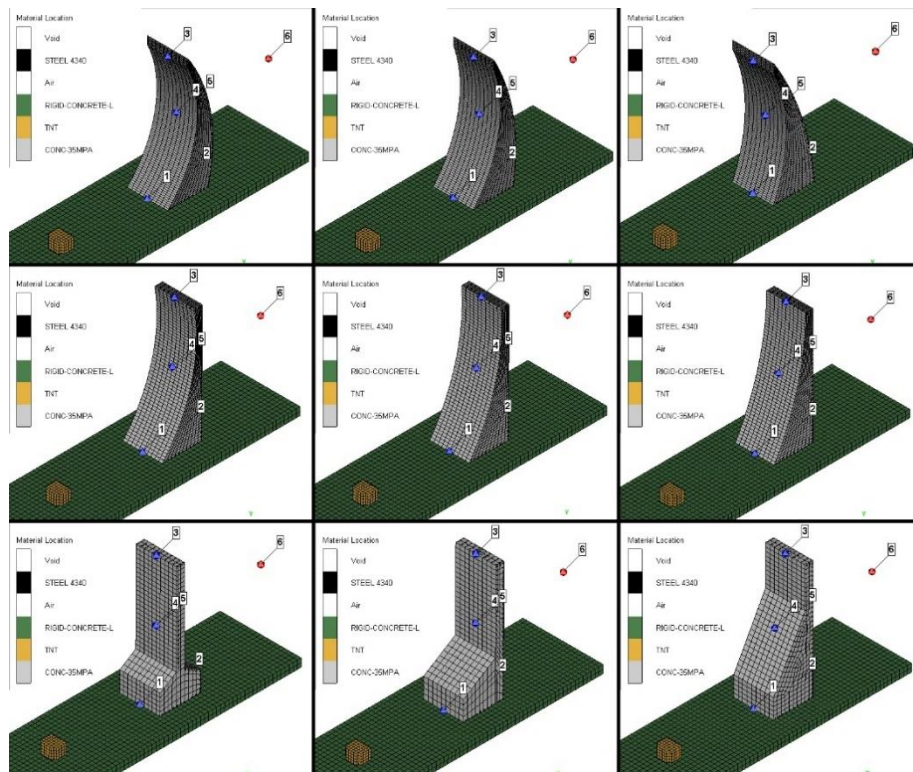 Material Location
Void
STEEL 4340
Air
RIGID-CONCRETE-L
TNT
CONC-35MPA
3
6
5
4
2
1
Material Location
Void
STEEL 4340
Air
RIGID-CONCRETE-L
TNT
CONC-35MPA
3
6
5
4
2
1
Material Location
Void
STEEL 4340
Air
RIGID-CONCRETE-L
TNT
CONC-35MPA
3
6
5
4
2
1
Material Location
Void
STEEL 4340
Air
RIGID-CONCRETE-L
TNT
CONC-35MPA
3
6
5
4
2
1
Material Location
Void
STEEL 4340
Air
RIGID-CONCRETE-L
TNT
CONC-35MPA
3
6
5
4
2
1
Material Location
Void
STEEL 4340
Air
RIGID-CONCRETE-L
TNT
CONC-35MPA
3
6
5
4
2
1
Material Location
Void
STEEL 4340
Air
RIGID-CONCRETE-L
TNT
CONC-35MPA
3
6
5
4
2
1
Material Location
Void
STEEL 4340
Air
RIGID-CONCRETE-L
TNT
CONC-35MPA
3
6
5
4
2
1
Material Location
Void
STEEL 4340
Air
RIGID-CONCRETE-L
TNT
CONC-35MPA
3
6
5
4
2
1